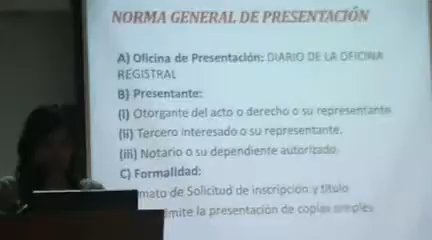 NORMA GENERAL DE PRESENTACIÓN
A) Oficina de Presentación: DIARIO DE LA OFICINA
REGISTRAL
B) Presentante:
(i) Otorgante del acto o derecho o su representante.
(ii) Tercero interesado o su representante.
(iii) Notario o su dependiente autorizado.
C) Formalidad:
mato de Solicitud de inscripción y título
mite la presentación de copias simples